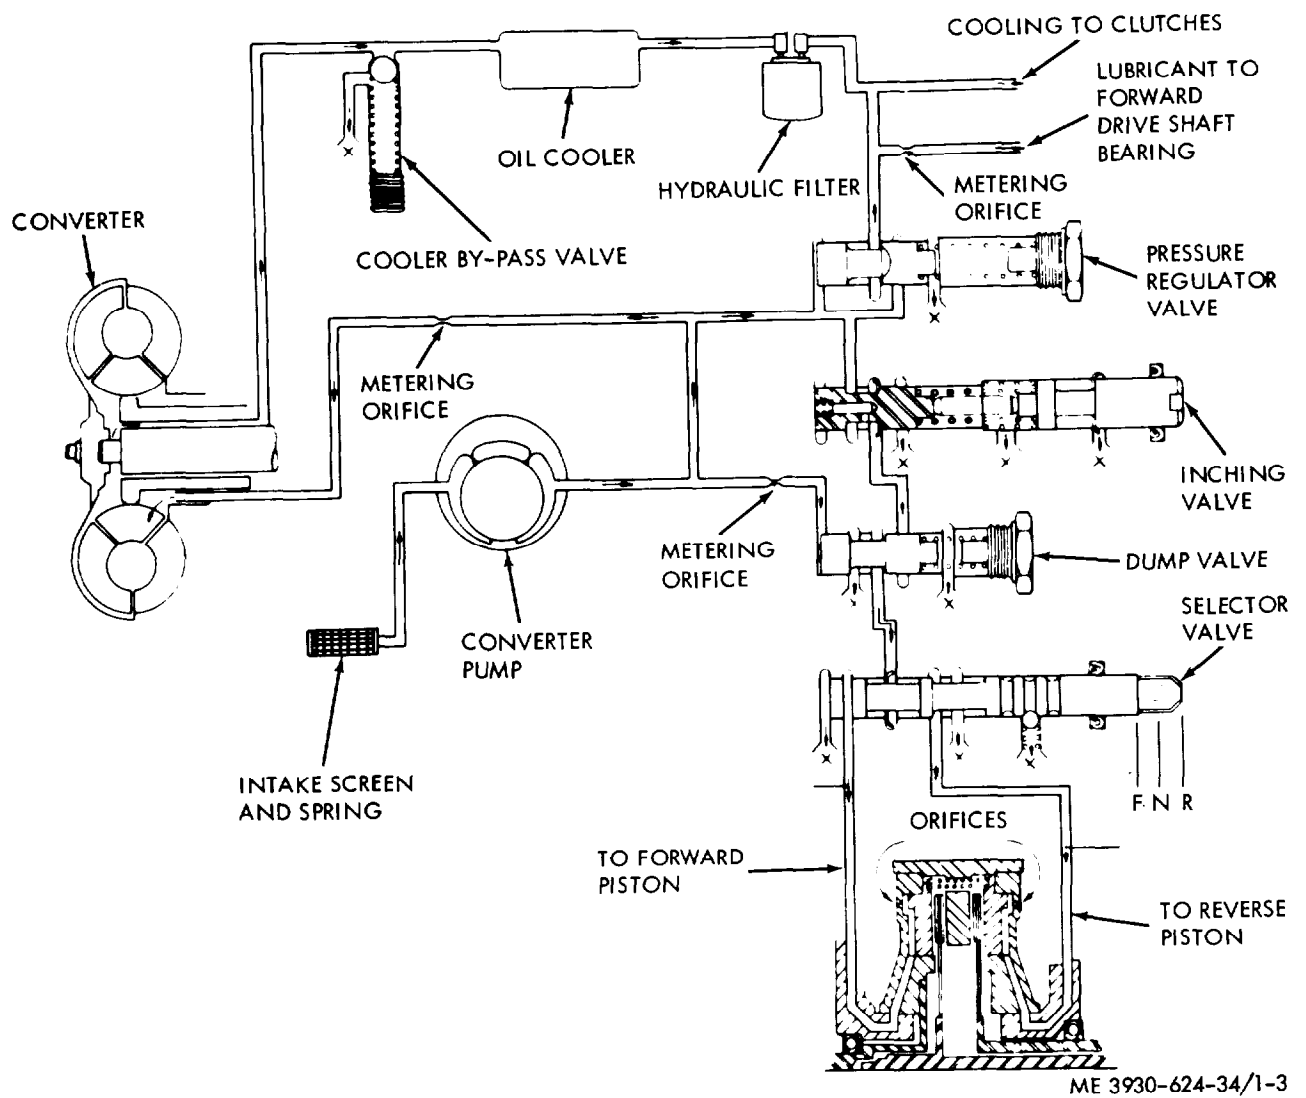 COOLING TO CLUTCHES
LUBRICANT TO
FORWARD
DRIVE SHAFT
BEARING
OIL COOLER
HYDRAULIC FILTER
METERING
ORIFICE
CONVERTER
COOLER BY-PASS VALVE
PRESSURE
REGULATOR
VALVE
METERING
ORIFICE
INCHING
VALVE
METERING
ORIFICE
DUMP VALVE
SELECTOR
VALVE
CONVERTER
PUMP
INTAKE SCREEN
AND SPRING
F N R
ORIFICES
TO FORWARD
PISTON
TO REVERSE
PISTON
ME 3930-624-34/1-3